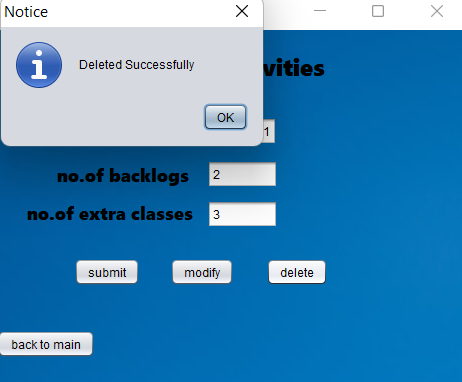 Notice
Deleted Successfully
OK
vities
1
no.of backlogs 2
no.of extra classes 3
submit modify delete
back to main